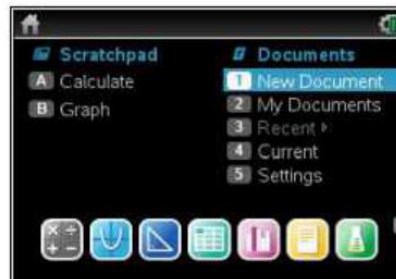 Scratchpad
A Calculate
B Graph
Documents
1 New Document
2 My Documents
3 Recent ▸
4 Current
5 Settings